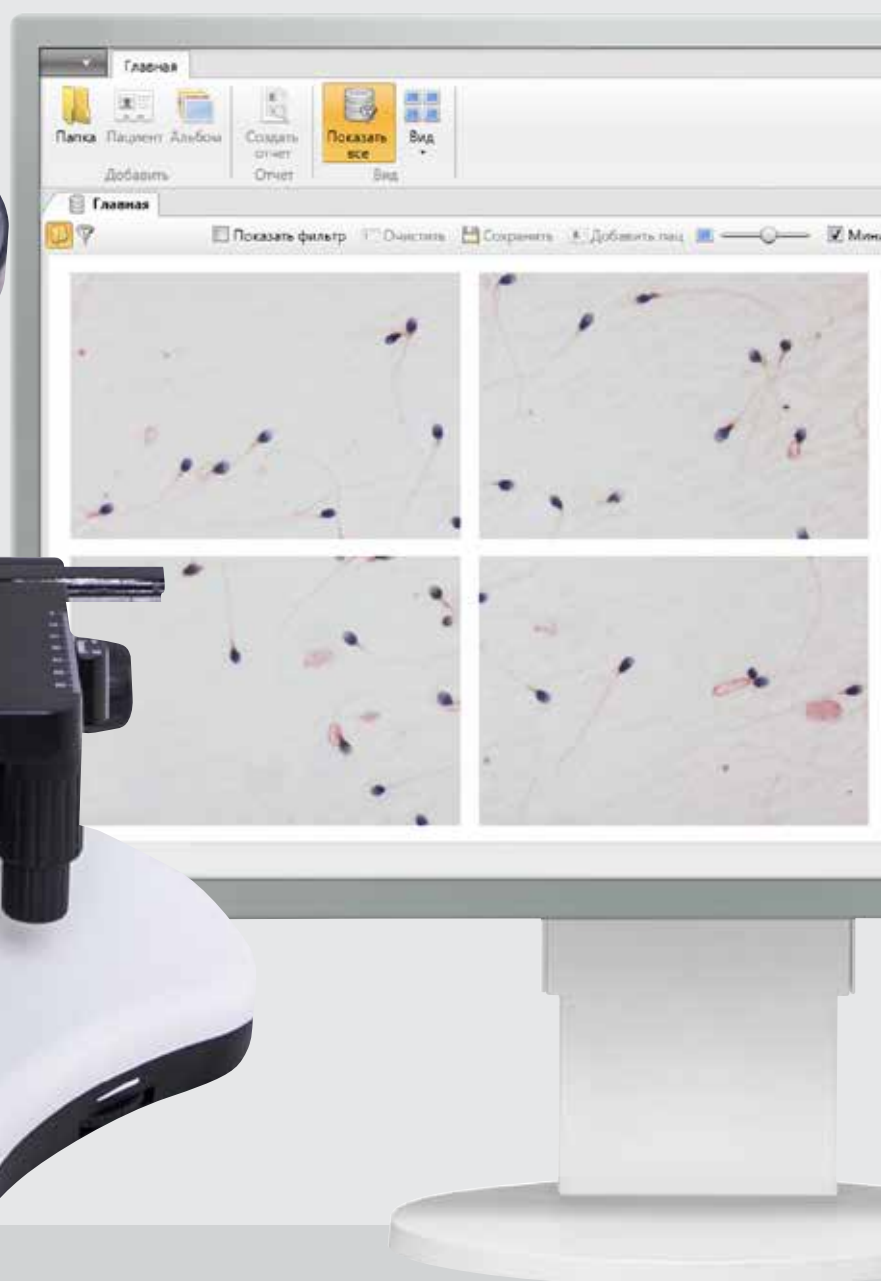 Главная
Папка Пациент Альбом Создать отчет Показать все Вид
Добавить Отчет Вид
Главная
Показать фильтр Очистить Сохранить Добавить пац Мини